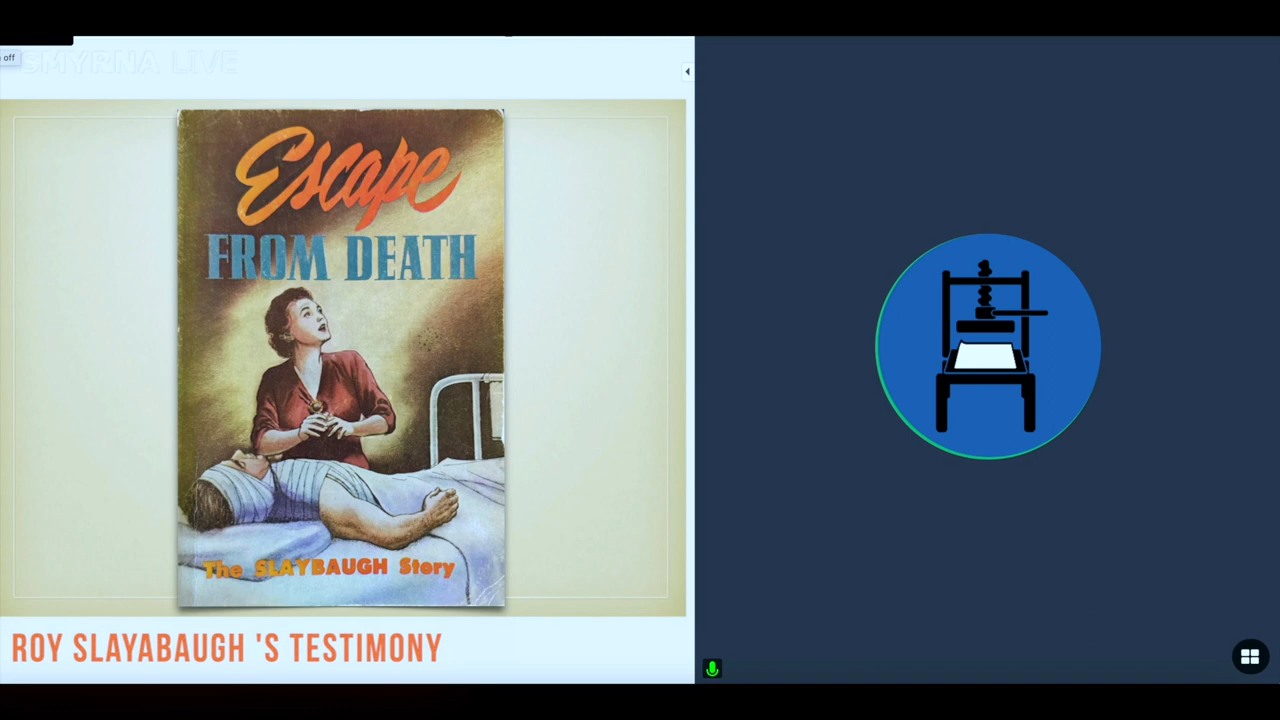 off
SMYRNA LIVE
Escape
FROM DEATH
The SLAYBAUGH Story
ROY SLAYABAUGH 'S TESTIMONY